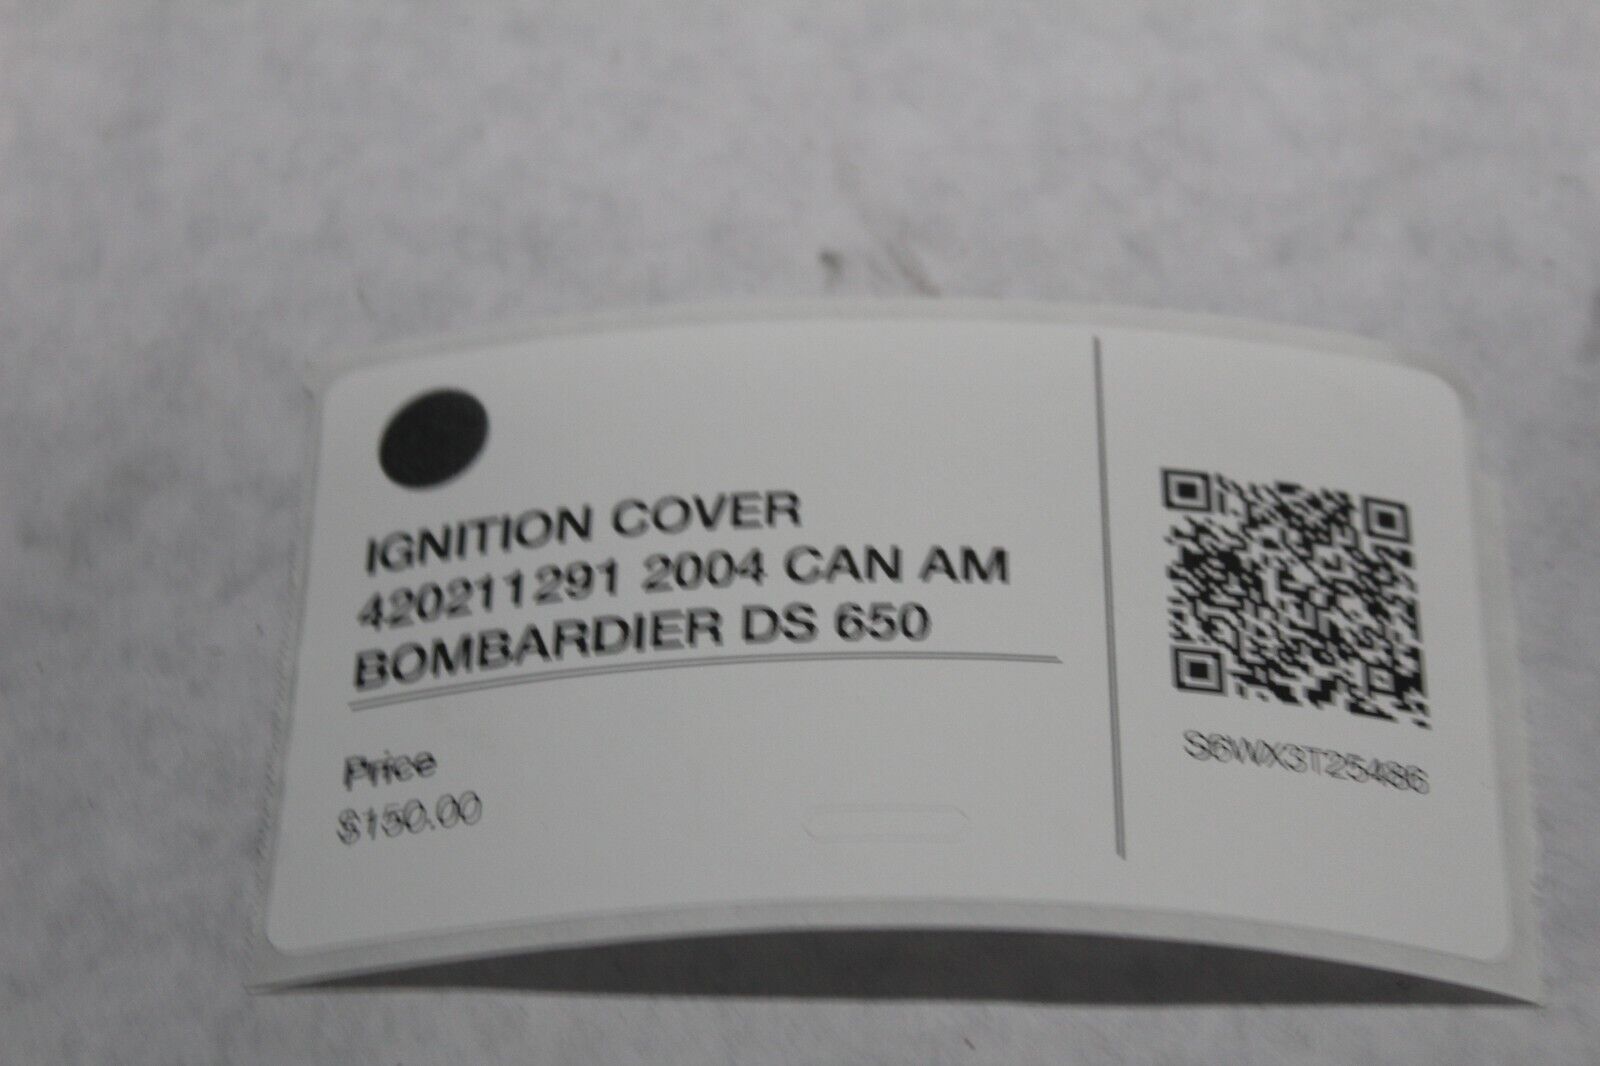 IGNITION COVER
420211291 2004 CAN AM
BOMBARDIER DS 650
Price
$150.00
S6WX3T25486